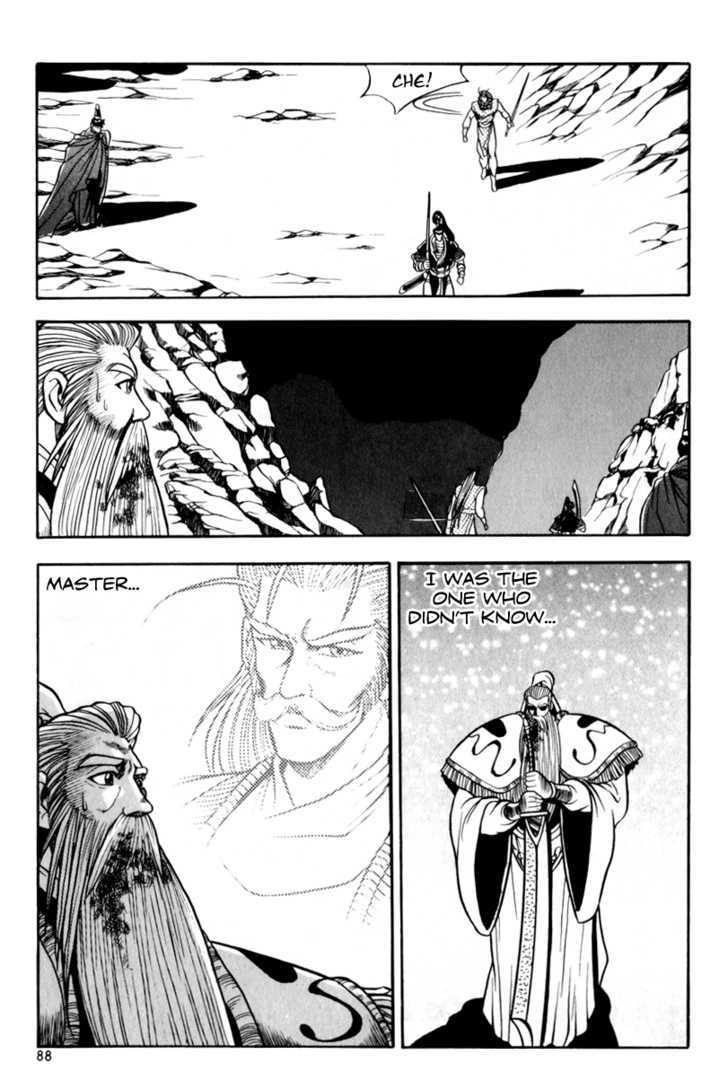 CHE!
MASTER...
I WAS THE
ONE WHO
DIDN'T KNOW...
88